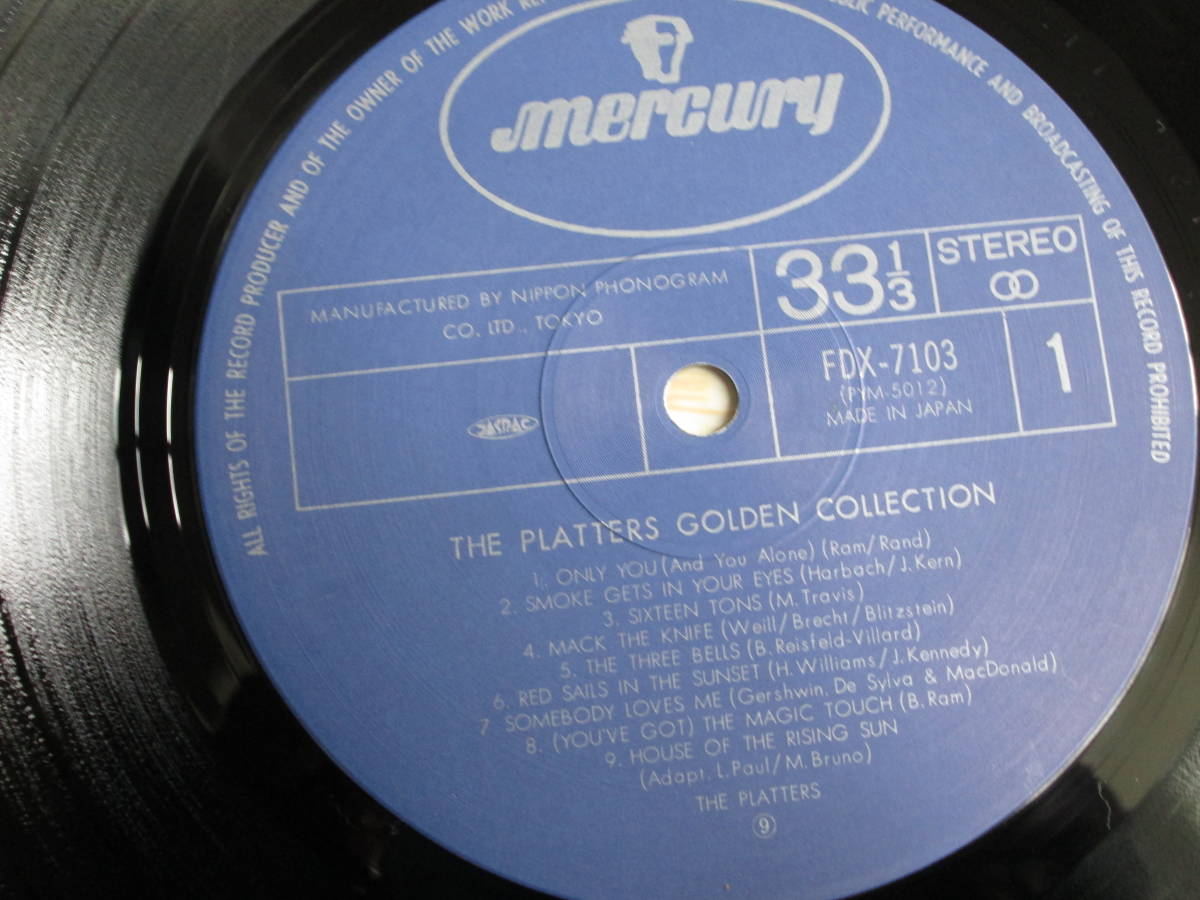 ALL RIGHTS OF THE RECORD PRODUCER AND OF THE OWNER OF THE WORK
PERFORMANCE AND BROADCASTING OF THIS RECORD PROHIBITED
mercury
MANUFACTURED BY NIPPON PHONOGRAM
CO. LTD., TOKYO
33 1/3
STEREO
FDX-7103
(PYM-5012)
MADE IN JAPAN
1
JASRAC
THE PLATTERS GOLDEN COLLECTION
1. ONLY YOU (And You Alone) (Ram/Rand)
2. SMOKE GETS IN YOUR EYES (Harbach/J.Kern)
3. SIXTEEN TONS (M.Travis)
4. MACK THE KNIFE (Weill/Brecht/Blitzstein)
5. THE THREE BELLS (B.Reisfeld-Villard)
6. RED SAILS IN THE SUNSET (H.Williams/J.Kennedy)
7 SOMEBODY LOVES ME (Gershwin. De Sylva & MacDonald)
8. (YOU'VE GOT) THE MAGIC TOUCH (B.Ram)
9. HOUSE OF THE RISING SUN
(Adapt. L.Paul/M.Bruno)
THE PLATTERS
⑨